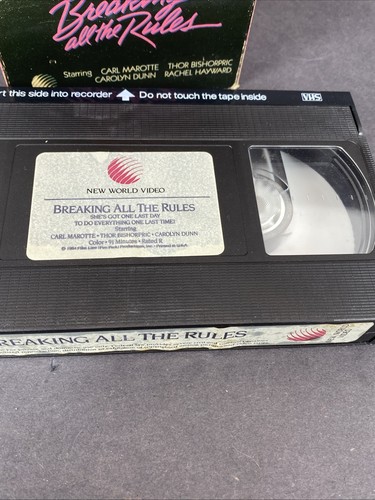 Breaking
all the Rules
Starring CARL MAROTTE THOR BISHOPRIC
CAROLYN DUNN RACHEL HAYWARD
rt this side into recorder Do not touch the tape inside VHS
NEW WORLD VIDEO
BREAKING ALL THE RULES
SHE'S GOT ONE LAST DAY
TO DO EVERYTHING ONE LAST TIME!
Starring
CARL MAROTTE • THOR BISHOPRIC • CAROLYN DUNN
Color • 91 Minutes • Rated R
Printed in U.S.A.
REAKING ALL THE RULES